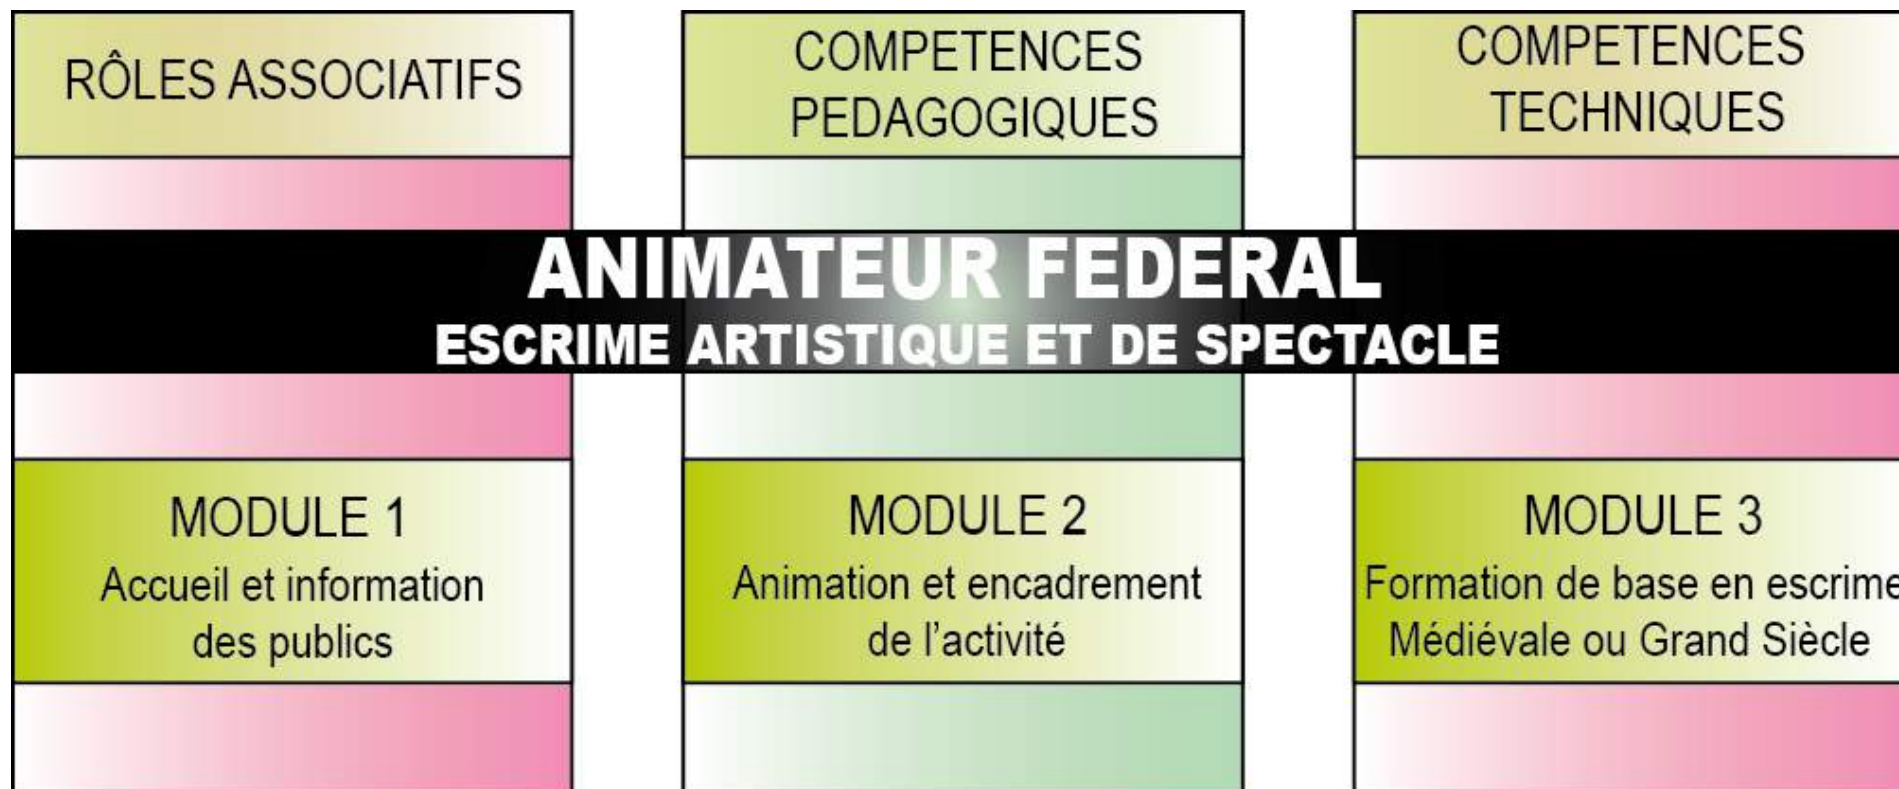 RÔLES ASSOCIATIFS
COMPETENCES
PEDAGOGIQUES
COMPETENCES
TECHNIQUES
ANIMATEUR FEDERAL
ESCRIME ARTISTIQUE ET DE SPECTACLE
MODULE 1
Accueil et information
des publics
MODULE 2
Animation et encadrement
de l'activité
MODULE 3
Formation de base en escrime
Médiévale ou Grand Siècle